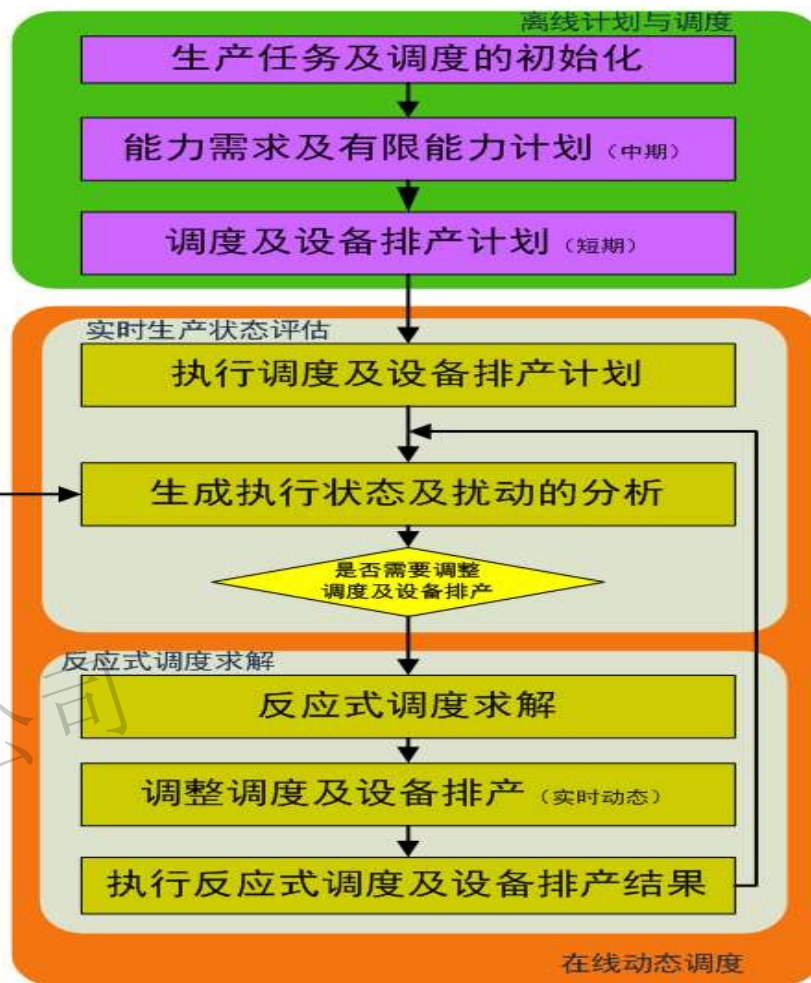 离线计划与调度
生产任务及调度的初始化
能力需求及有限能力计划（中期）
调度及设备排产计划（短期）
实时生产状态评估
执行调度及设备排产计划
生成执行状态及扰动的分析
是否需要调整
调度及设备排产
反应式调度求解
反应式调度求解
调整调度及设备排产（实时动态）
执行反应式调度及设备排产结果
在线动态调度
公司